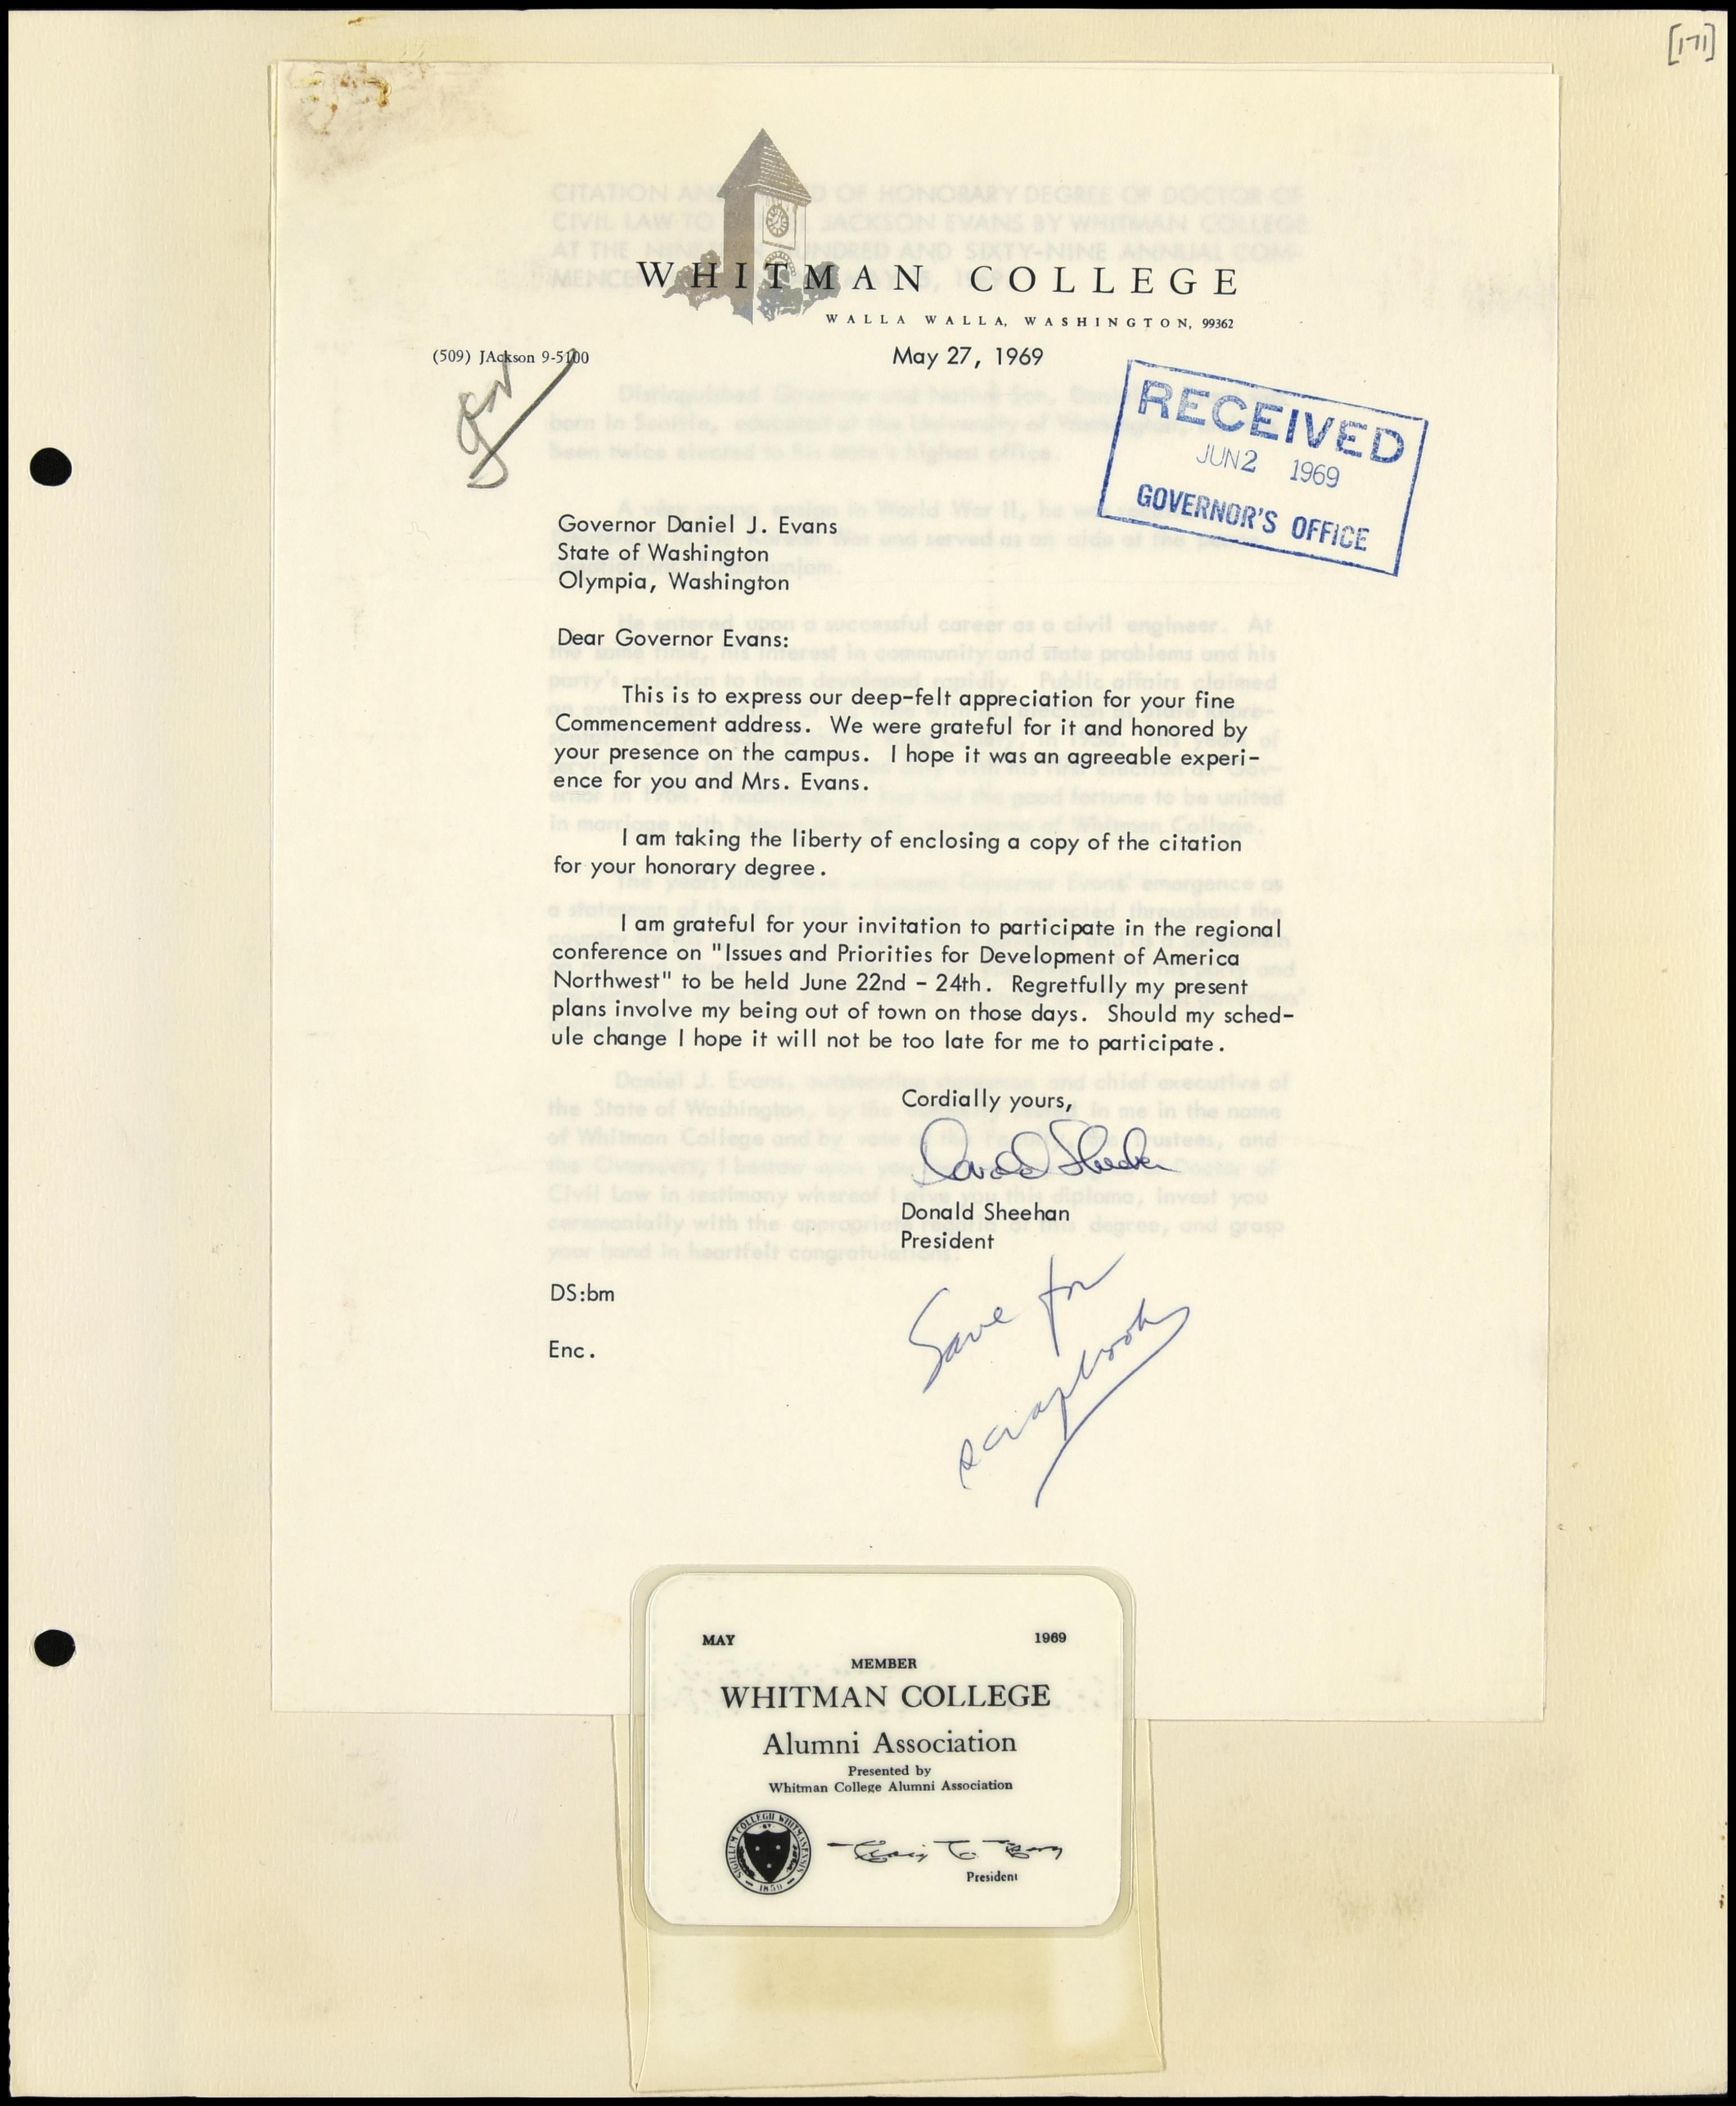 [171]
WHITMAN COLLEGE
WALLA WALLA, WASHINGTON, 99362
(509) JAckson 9-5100
May 27, 1969
RECEIVED
JUN 2 1969
GOVERNOR'S OFFICE
Governor Daniel J. Evans
State of Washington
Olympia, Washington
Dear Governor Evans:
This is to express our deep-felt appreciation for your fine
Commencement address. We were grateful for it and honored by
your presence on the campus. I hope it was an agreeable experi-
ence for you and Mrs. Evans.
I am taking the liberty of enclosing a copy of the citation
for your honorary degree.
I am grateful for your invitation to participate in the regional
conference on "Issues and Priorities for Development of America
Northwest" to be held June 22nd - 24th. Regretfully my present
plans involve my being out of town on those days. Should my sched-
ule change I hope it will not be too late for me to participate.
Cordially yours,
Donald Sheehan
Donald Sheehan
President
DS:bm
Enc.
Save for
scrapbook
MAY 1969
MEMBER
WHITMAN COLLEGE
Alumni Association
Presented by
Whitman College Alumni Association
SIGILLUM COLLEGII WHITMANENSIS
1859
President